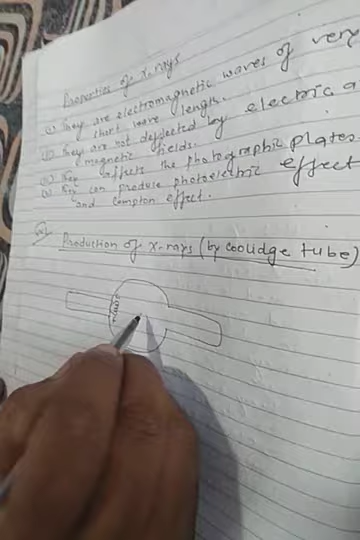 Properties of x-rays
(i) They are electromagnetic waves of very
short wave length.
(ii) They are not deflected by electric a
magnetic fields.
(iii) They affects the photographic plates
(iv) They can produce photoelectric effect
and compton effect.
Production of x-rays (by coolidge tube)